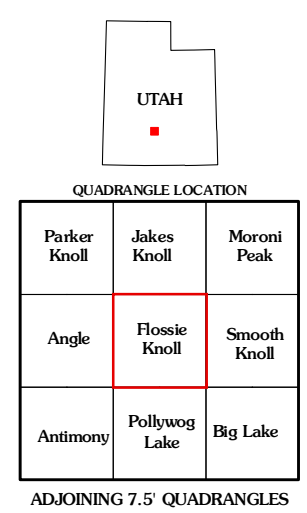 UTAH
QUADRANGLE LOCATION
Parker
Knoll
Jakes
Knoll
Moroni
Peak
Angle
Flossie
Knoll
Smooth
Knoll
Antimony
Pollywog
Lake
Big Lake
ADJOINING 7.5' QUADRANGLES